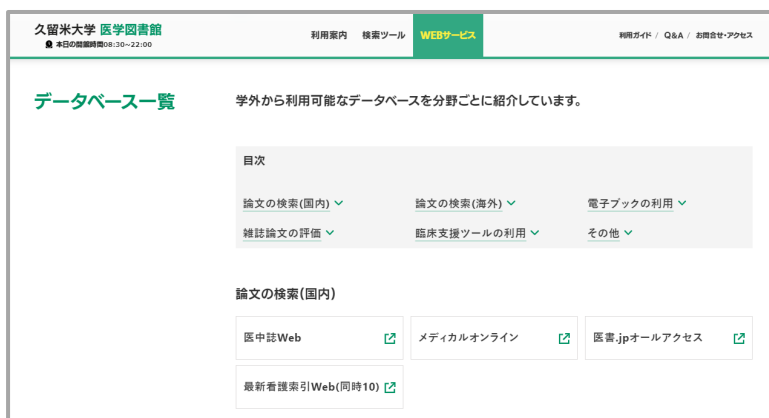 久留米大学 医学図書館
本日の開館時間08:30~22:00
利用案内 検索ツール WEBサービス
利用ガイド / Q&A / お問合せ・アクセス
データベース一覧
学外から利用可能なデータベースを分野ごとに紹介しています。
目次
論文の検索(国内) 論文の検索(海外) 電子ブックの利用
雑誌論文の評価 臨床支援ツールの利用 その他
論文の検索(国内)
医中誌Web メディカルオンライン 医書.jpオールアクセス
最新看護索引Web(同時10)